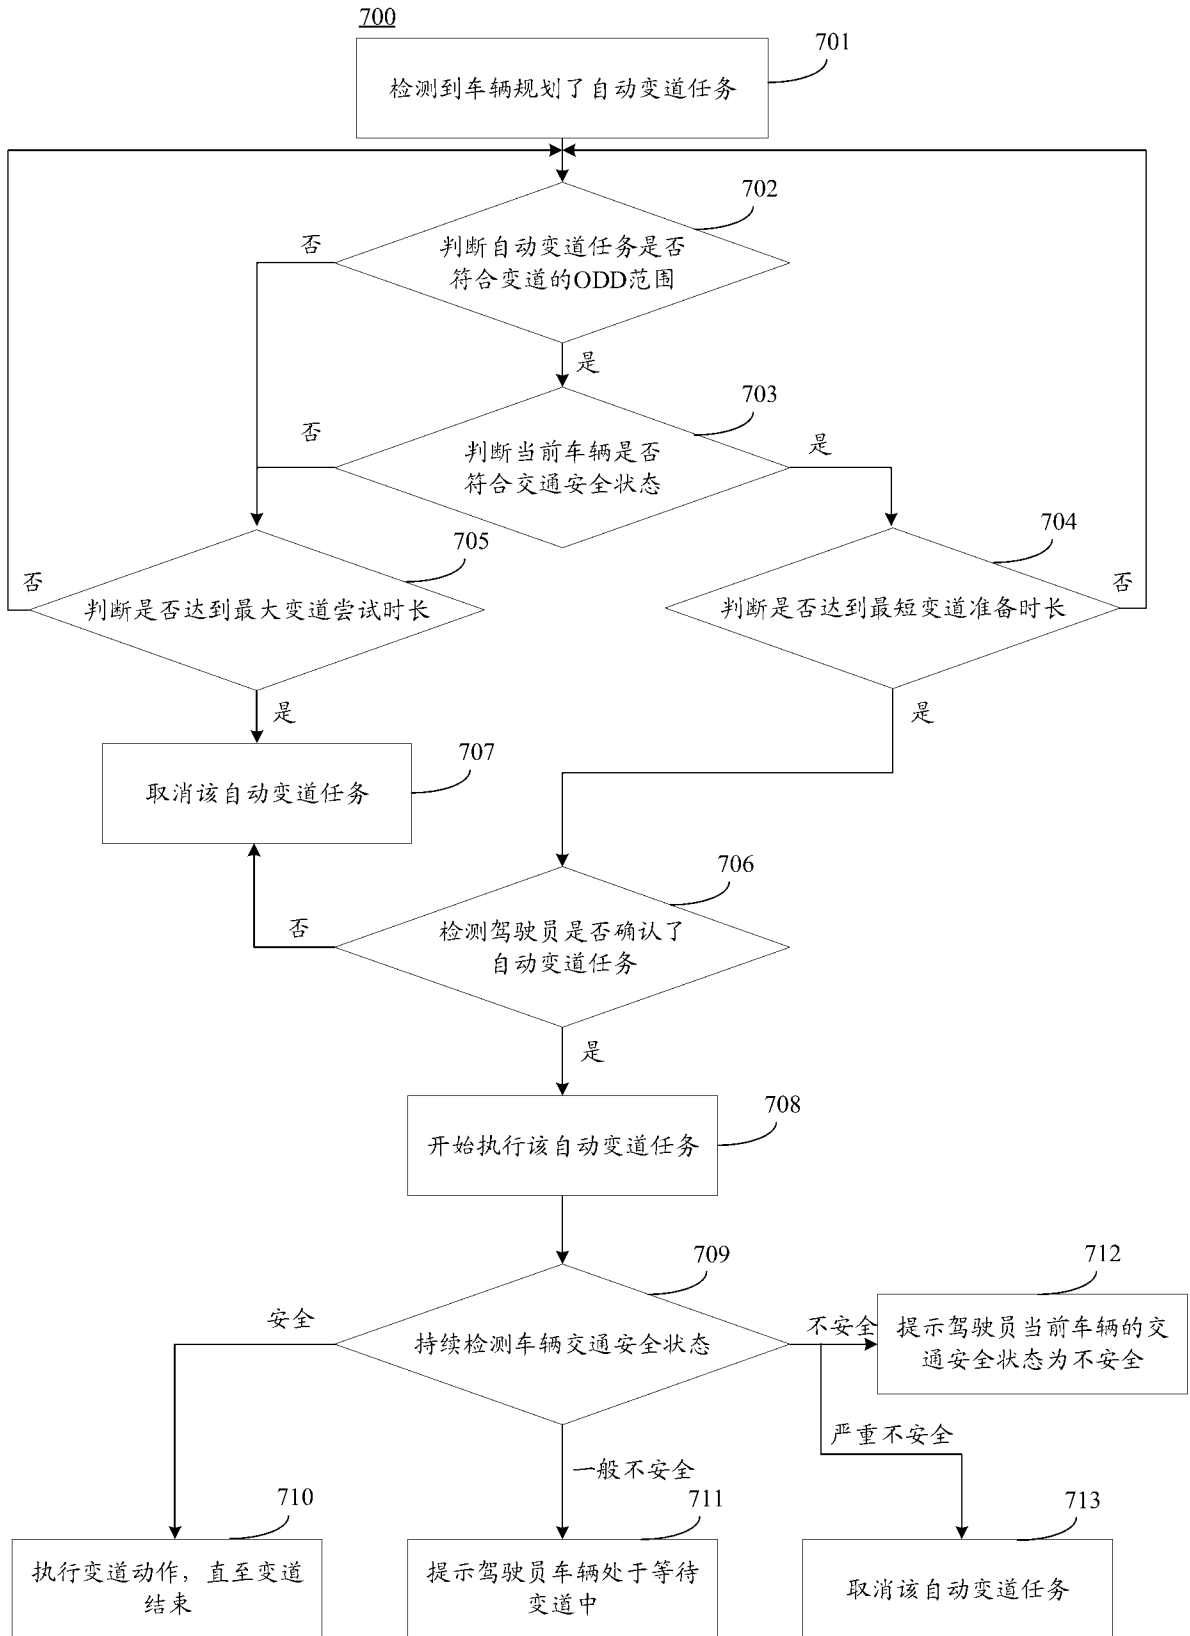 700
701
检测到车辆规划了自动变道任务
702
否
判断自动变道任务是否
符合变道的ODD范围
是
703
否
判断当前车辆是否
符合交通安全状态
是
705
704
否
判断是否达到最大变道尝试时长
判断是否达到最短变道准备时长
否
是
是
707
取消该自动变道任务
706
否
检测驾驶员是否确认了
自动变道任务
是
708
开始执行该自动变道任务
709
712
安全
持续检测车辆交通安全状态
不安全
提示驾驶员当前车辆的交
通安全状态为不安全
严重不安全
一般不安全
710
711
713
执行变道动作，直至变道
结束
提示驾驶员车辆处于等待
变道中
取消该自动变道任务